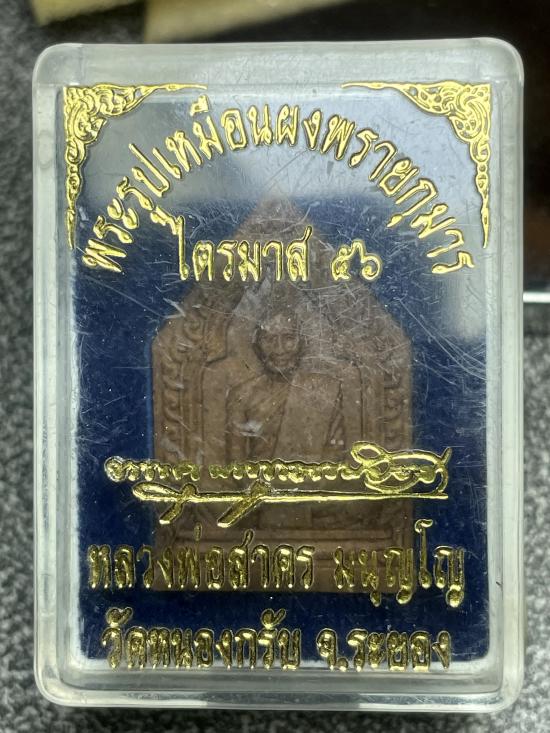 พระรูปเหมือนผงพรายกุมาร
ไตรมาส ๕๖
หลวงพ่อสาคร มนุญโญ
วัดหนองกรับ จ.ระยอง